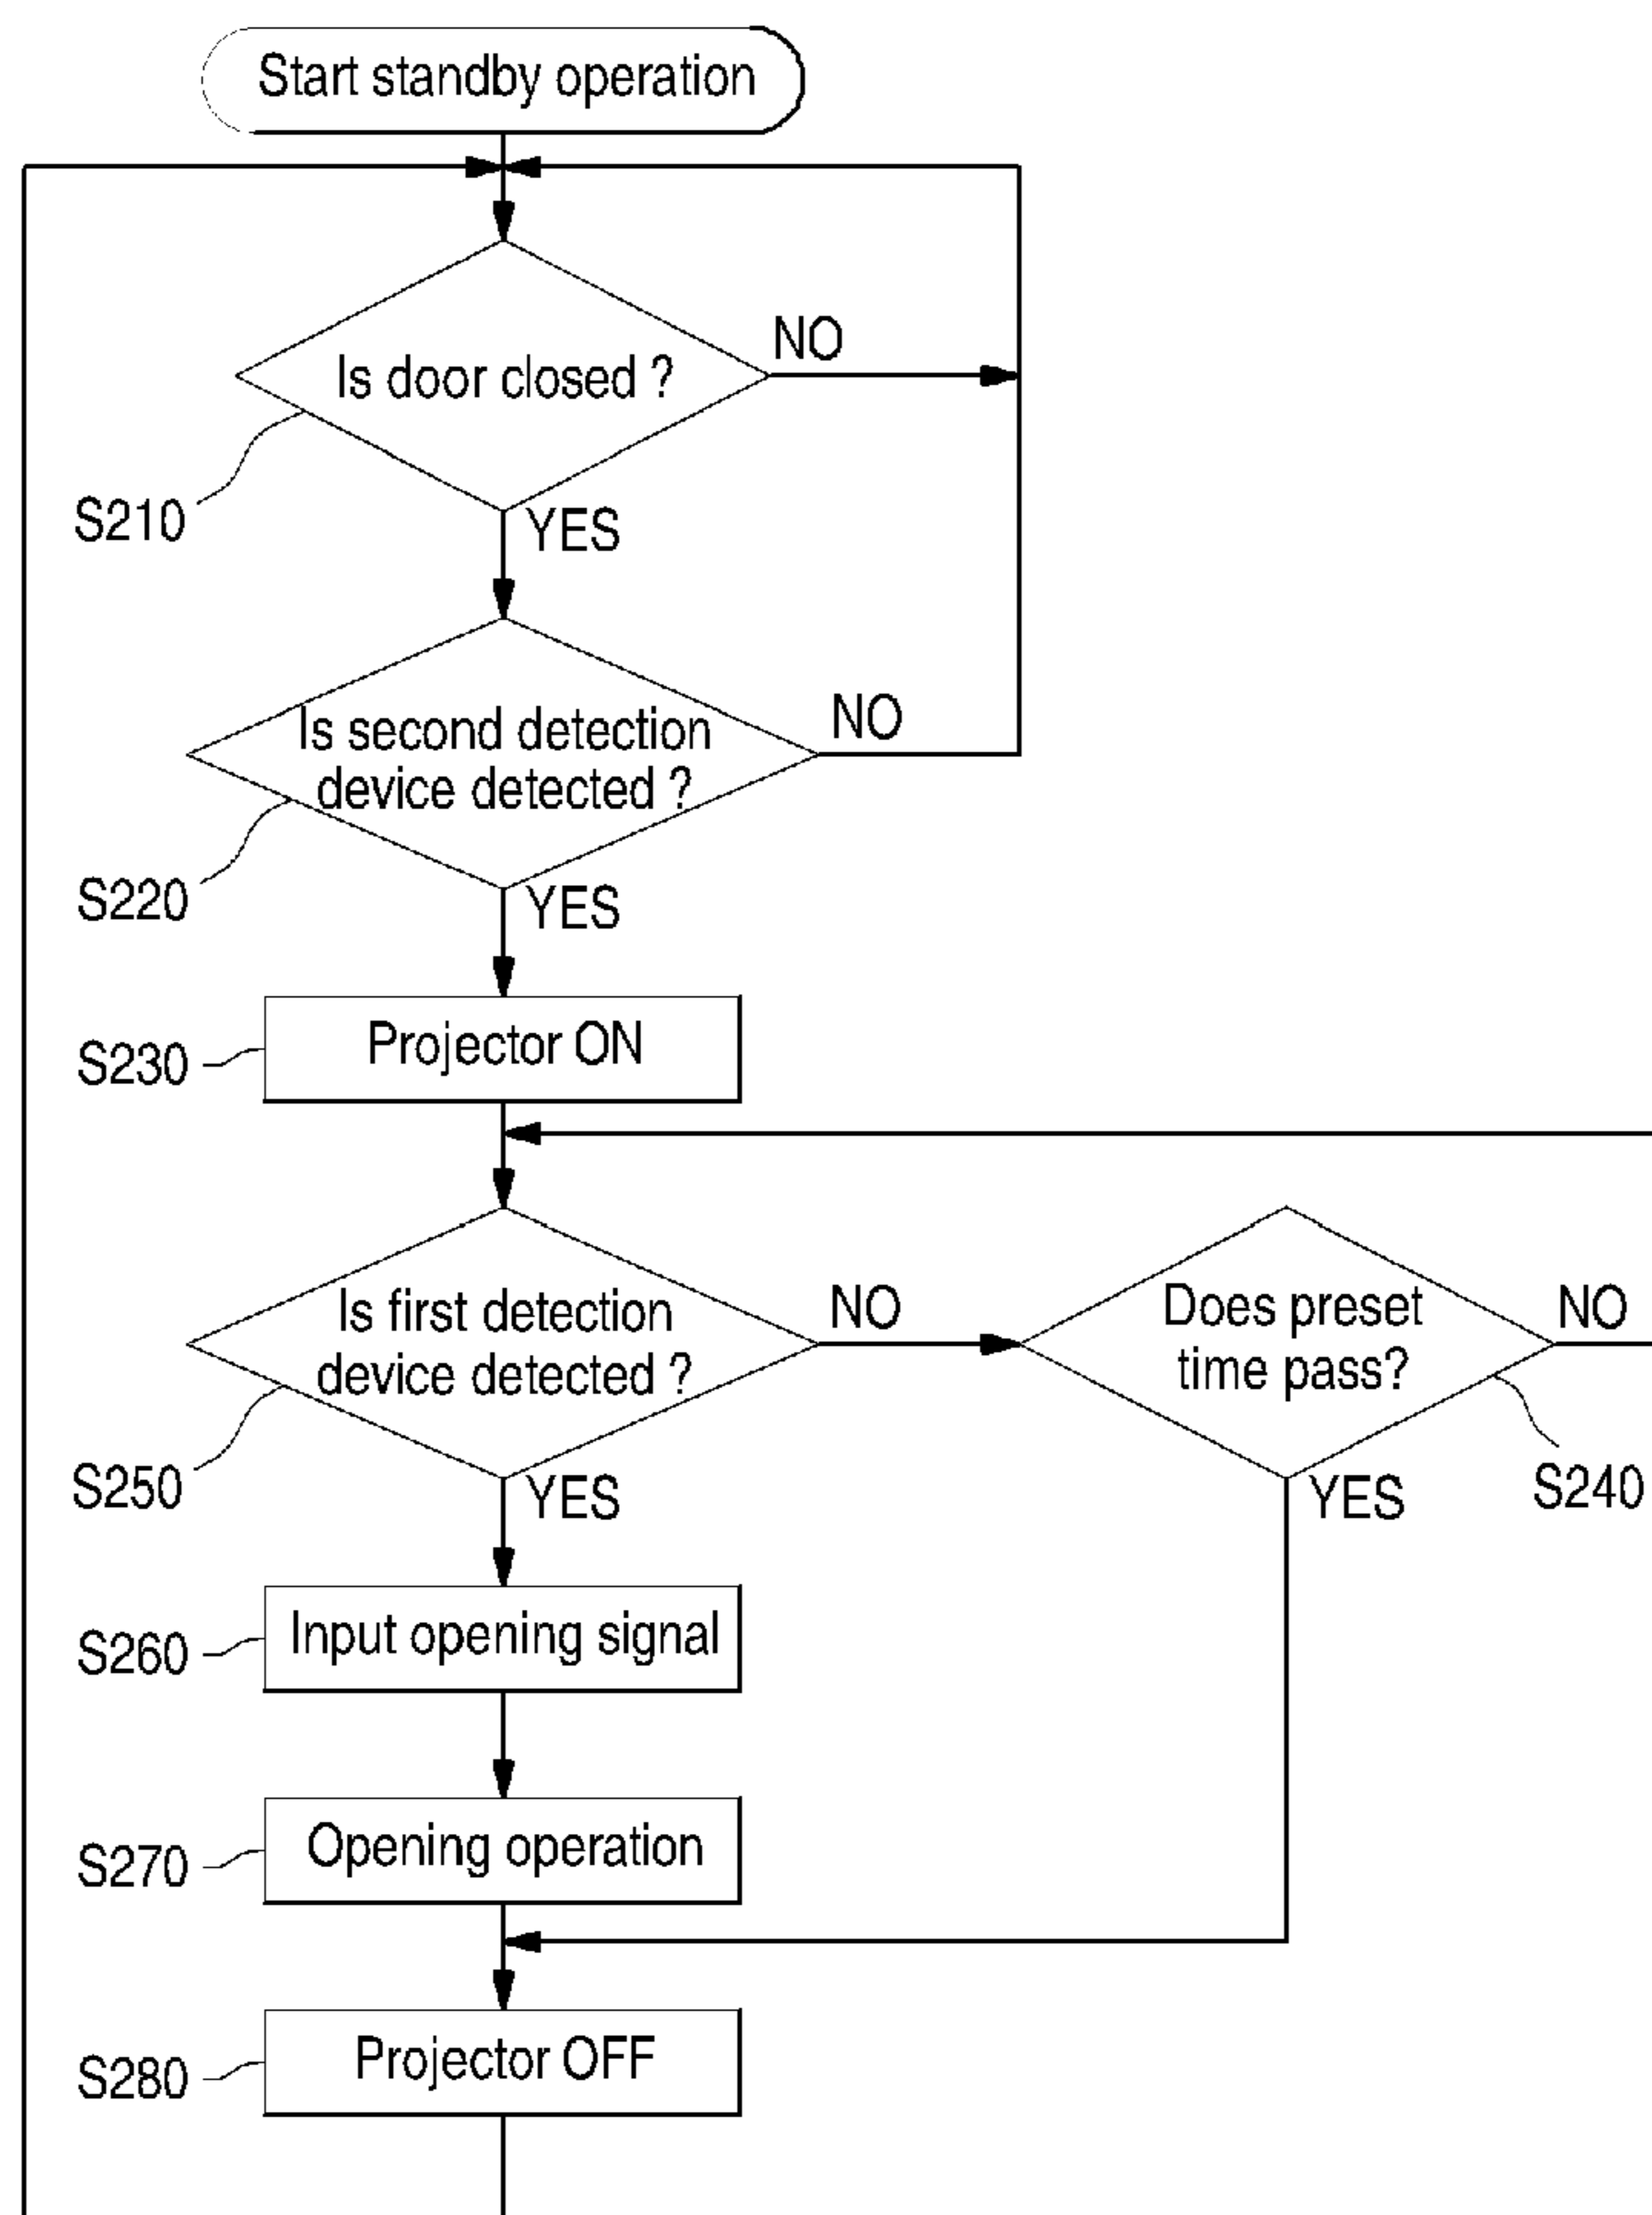 Start standby operation
Is door closed ?
NO
S210
YES
Is second detection
device detected ?
NO
S220
YES
Projector ON
S230
Is first detection
device detected ?
NO
Does preset
time pass?
NO
S250
YES
YES
S240
Input opening signal
S260
Opening operation
S270
Projector OFF
S280